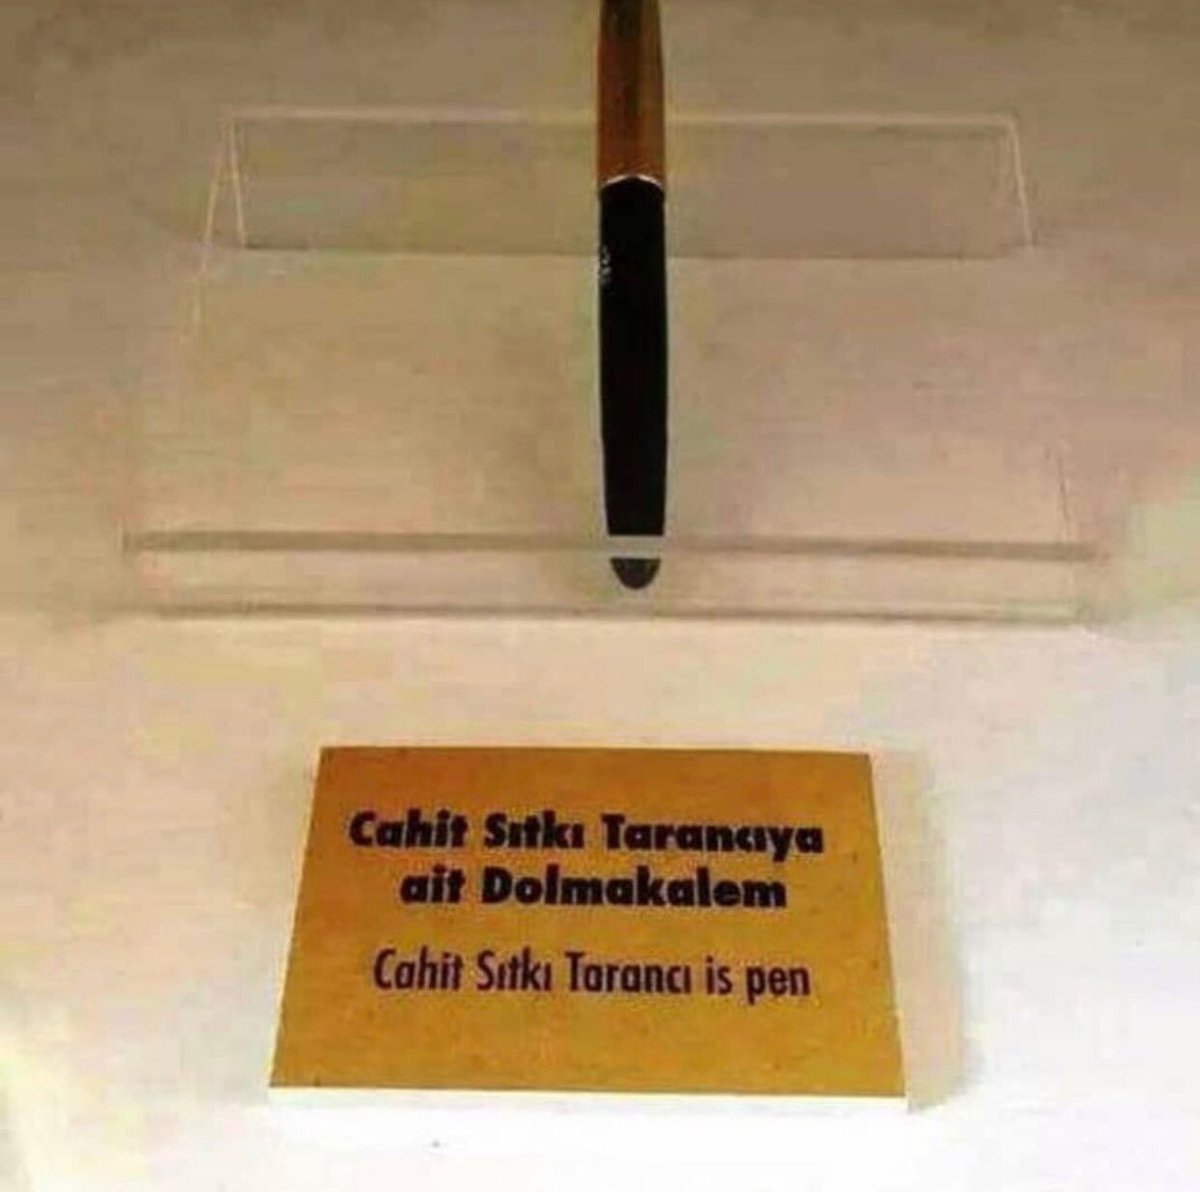 Cahit Sıtkı Tarancıya
ait Dolmakalem
Cahit Sıtkı Tarancı is pen